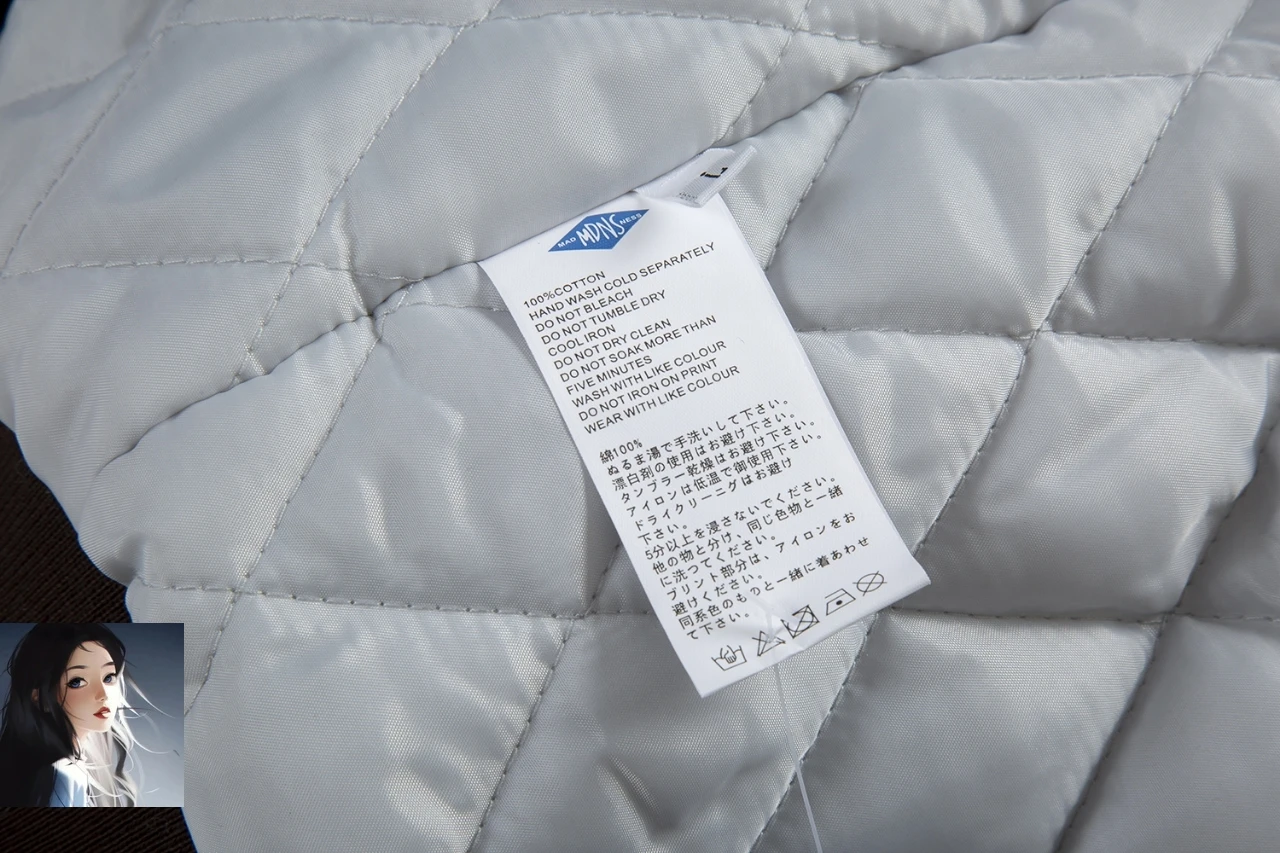 L
MAD MDNS NESS
100%COTTON
HAND WASH COLD SEPARATELY
DO NOT BLEACH
DO NOT TUMBLE DRY
COOL IRON
DO NOT DRY CLEAN
DO NOT SOAK MORE THAN
FIVE MINUTES
WASH WITH LIKE COLOUR
DO NOT IRON ON PRINT
WEAR WITH LIKE COLOUR
綿100%
ぬるま湯で手洗いして下さい。
漂白剤の使用はお避け下さい。
タンブラー乾燥はお避け下さい。
アイロンは低温で御使用下さい。
ドライクリーニングはお避け
下さい。
5分以上を浸さないでください。
他の物と分け、同じ色物と一緒
に洗つてください。
プリント部分は、アイロンをお
避けください。
同系色のものと一緒に着あわせ
て下さい。